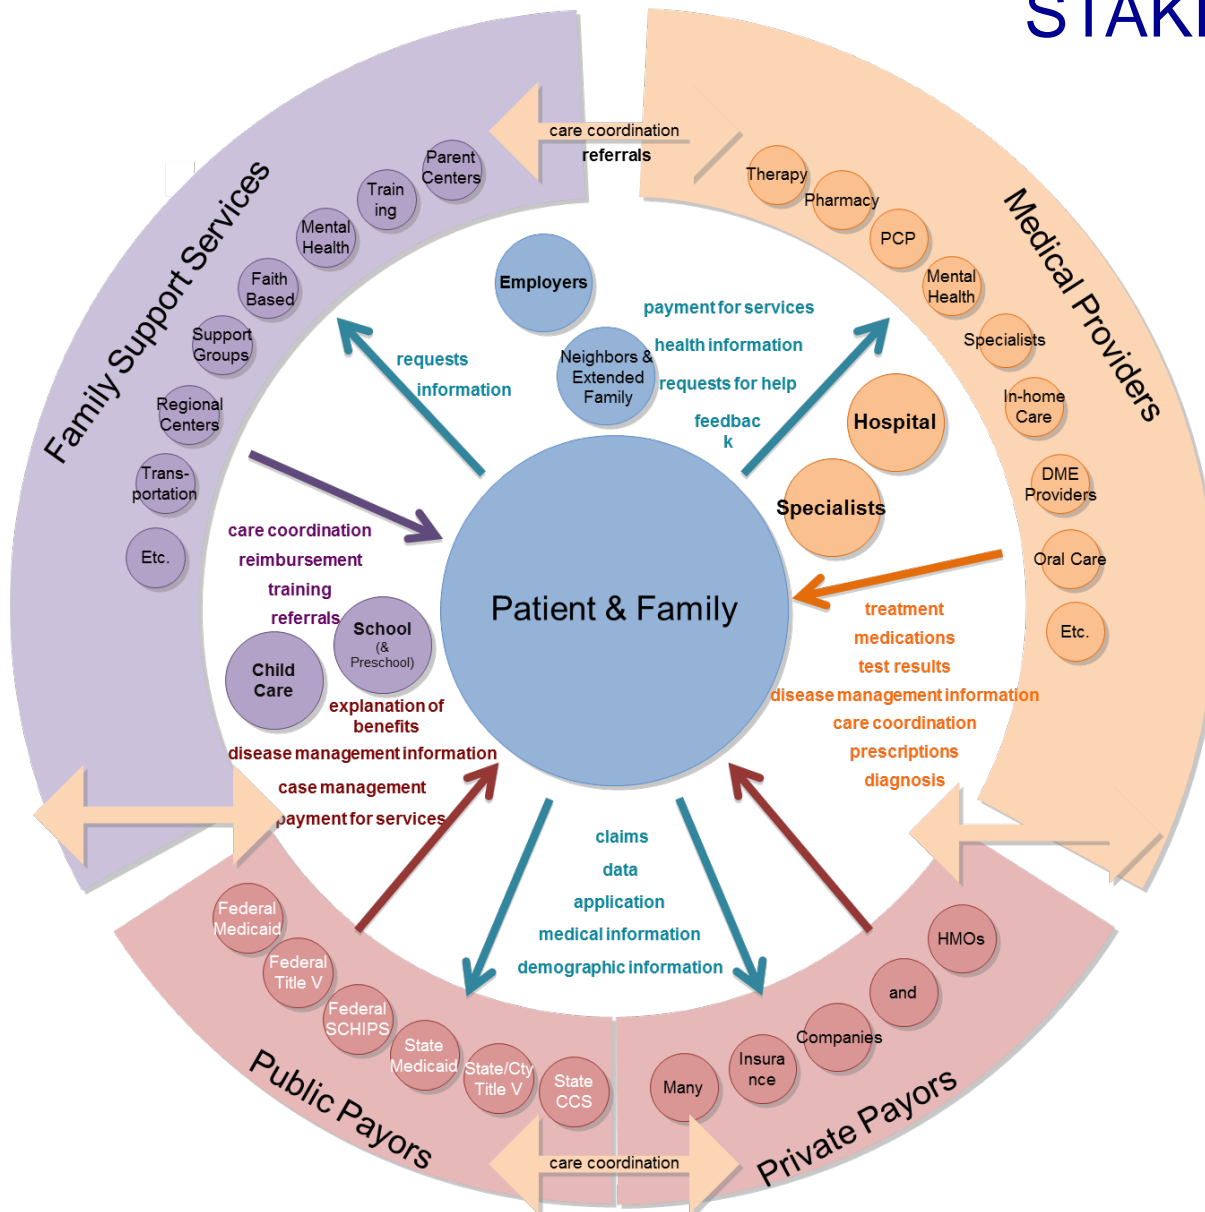 STAKI
care coordination
referrals
Family Support Services
Parent
Centers
Train
ing
Mental
Health
Faith
Based
Support
Groups
Regional
Centers
Trans-
portation
Etc.
Medical Providers
Therapy
Pharmacy
PCP
Mental
Health
Specialists
In-home
Care
DME
Providers
Oral Care
Etc.
Employers
Neighbors &
Extended
Family
requests
information
payment for services
health information
requests for help
feedbac
k
Hospital
Specialists
Patient & Family
care coordination
reimbursement
training
referrals
School
(&
Preschool)
Child
Care
explanation of
benefits
disease management information
case management
payment for services
treatment
medications
test results
disease management information
care coordination
prescriptions
diagnosis
claims
data
application
medical information
demographic information
Federal
Medicaid
Federal
Title V
Federal
SCHIPS
State
Medicaid
State/Cty
Title V
State
CCS
Public Payors
Many
Insura
nce
Companies
and
HMOs
Private Payors
care coordination